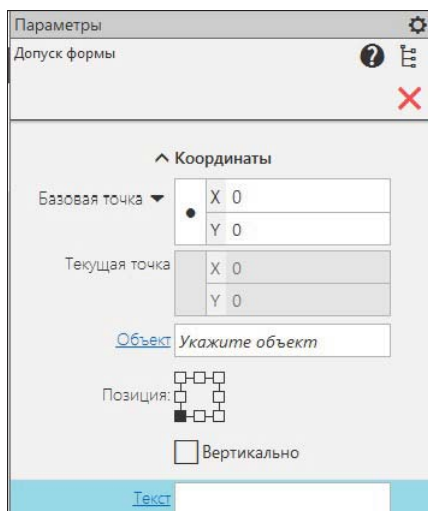 Параметры
Допуск формы
Координаты
Базовая точка X 0
Y 0
Текущая точка X 0
Y 0
Объект Укажите объект
Позиция:
Вертикально
Текст